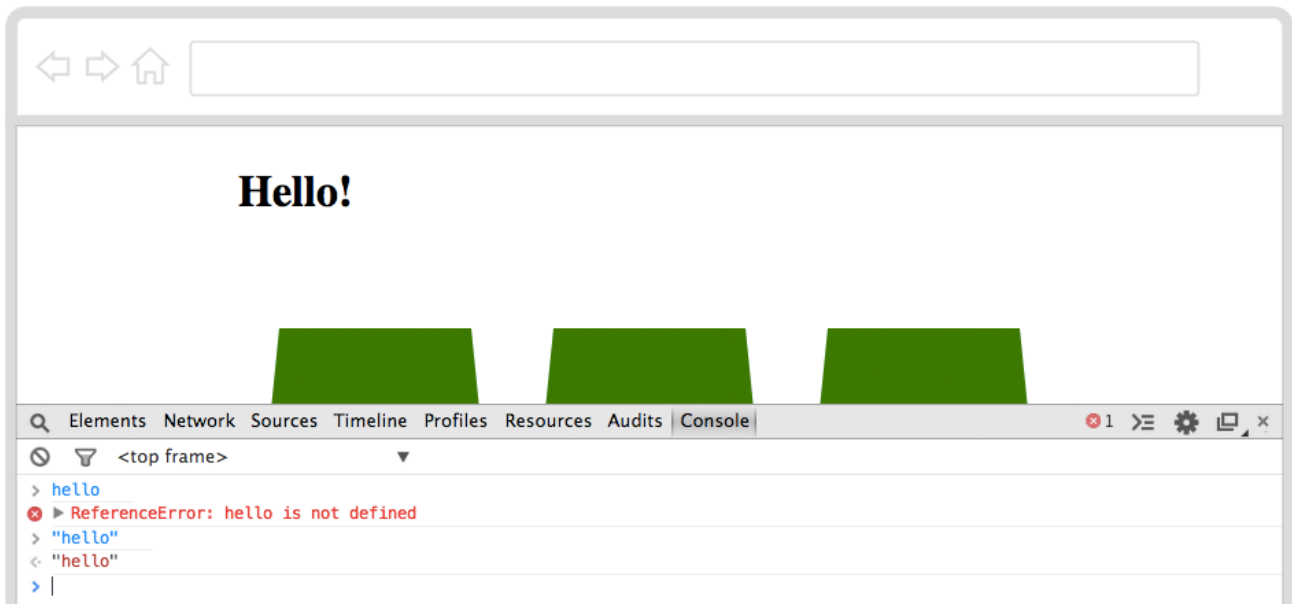 Hello!
Elements Network Sources Timeline Profiles Resources Audits Console 1
<top frame>
> hello
ReferenceError: hello is not defined
> "hello"
"hello"
>